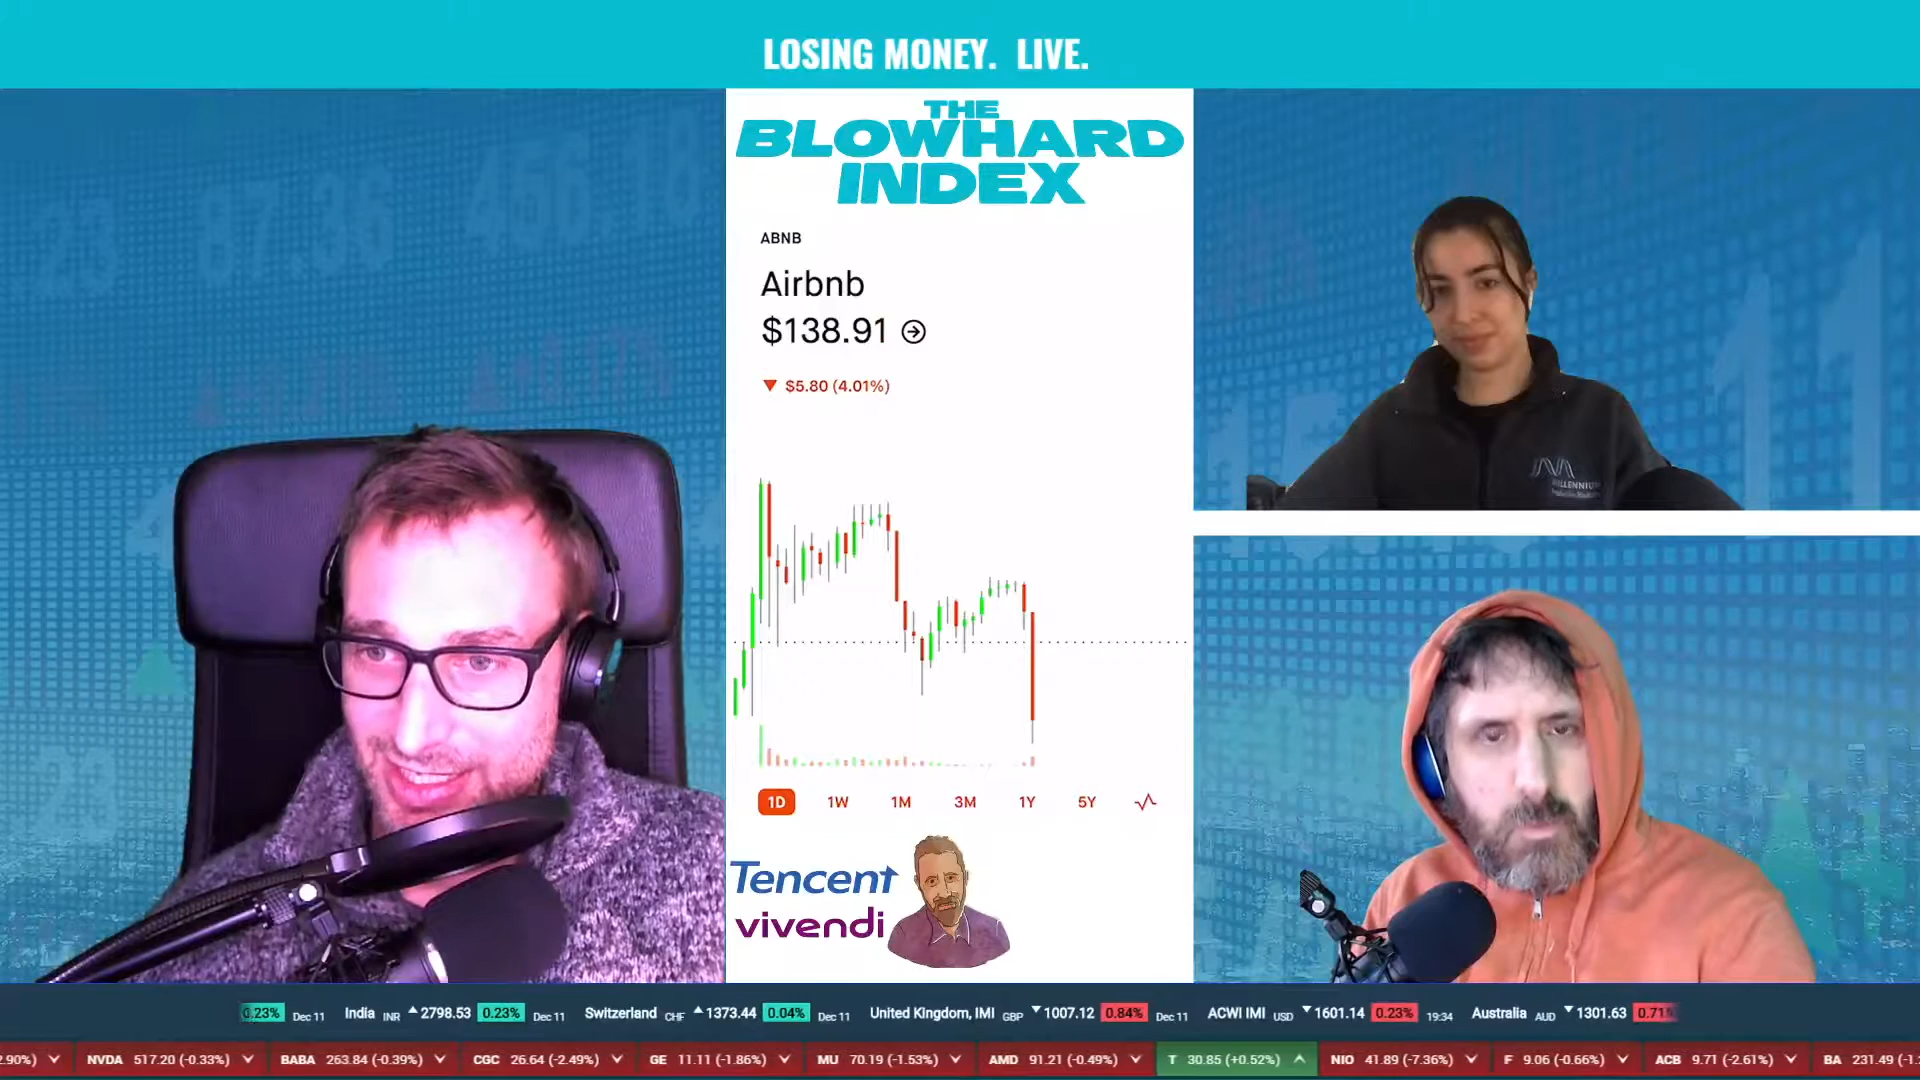 LOSING MONEY. LIVE.
THE
BLOWHARD
INDEX
ABNB
Airbnb
$138.91
▼ $5.80 (4.01%)
1D 1W 1M 3M 1Y 5Y
Tencent
vivendi
MILLENNIUM
0.23% Dec 11 India INR ▲ 2798.53 0.23% Dec 11 Switzerland CHF ▲ 1373.44 0.04% Dec 11 United Kingdom, IMI GBP ▼ 1007.12 0.84% Dec 11 ACWI IMI USD ▼ 1601.14 0.23% 19:34 Australia AUD ▼ 1301.63 0.71%
2.90%) NVDA 517.20 (-0.33%) BABA 263.84 (-0.39%) CGC 26.64 (-2.49%) GE 11.11 (-1.86%) MU 70.19 (-1.53%) AMD 91.21 (-0.49%) T 30.85 (+0.52%) NIO 41.89 (-7.36%) F 9.06 (-0.66%) ACB 9.71 (-2.61%) BA 231.49 (-1.